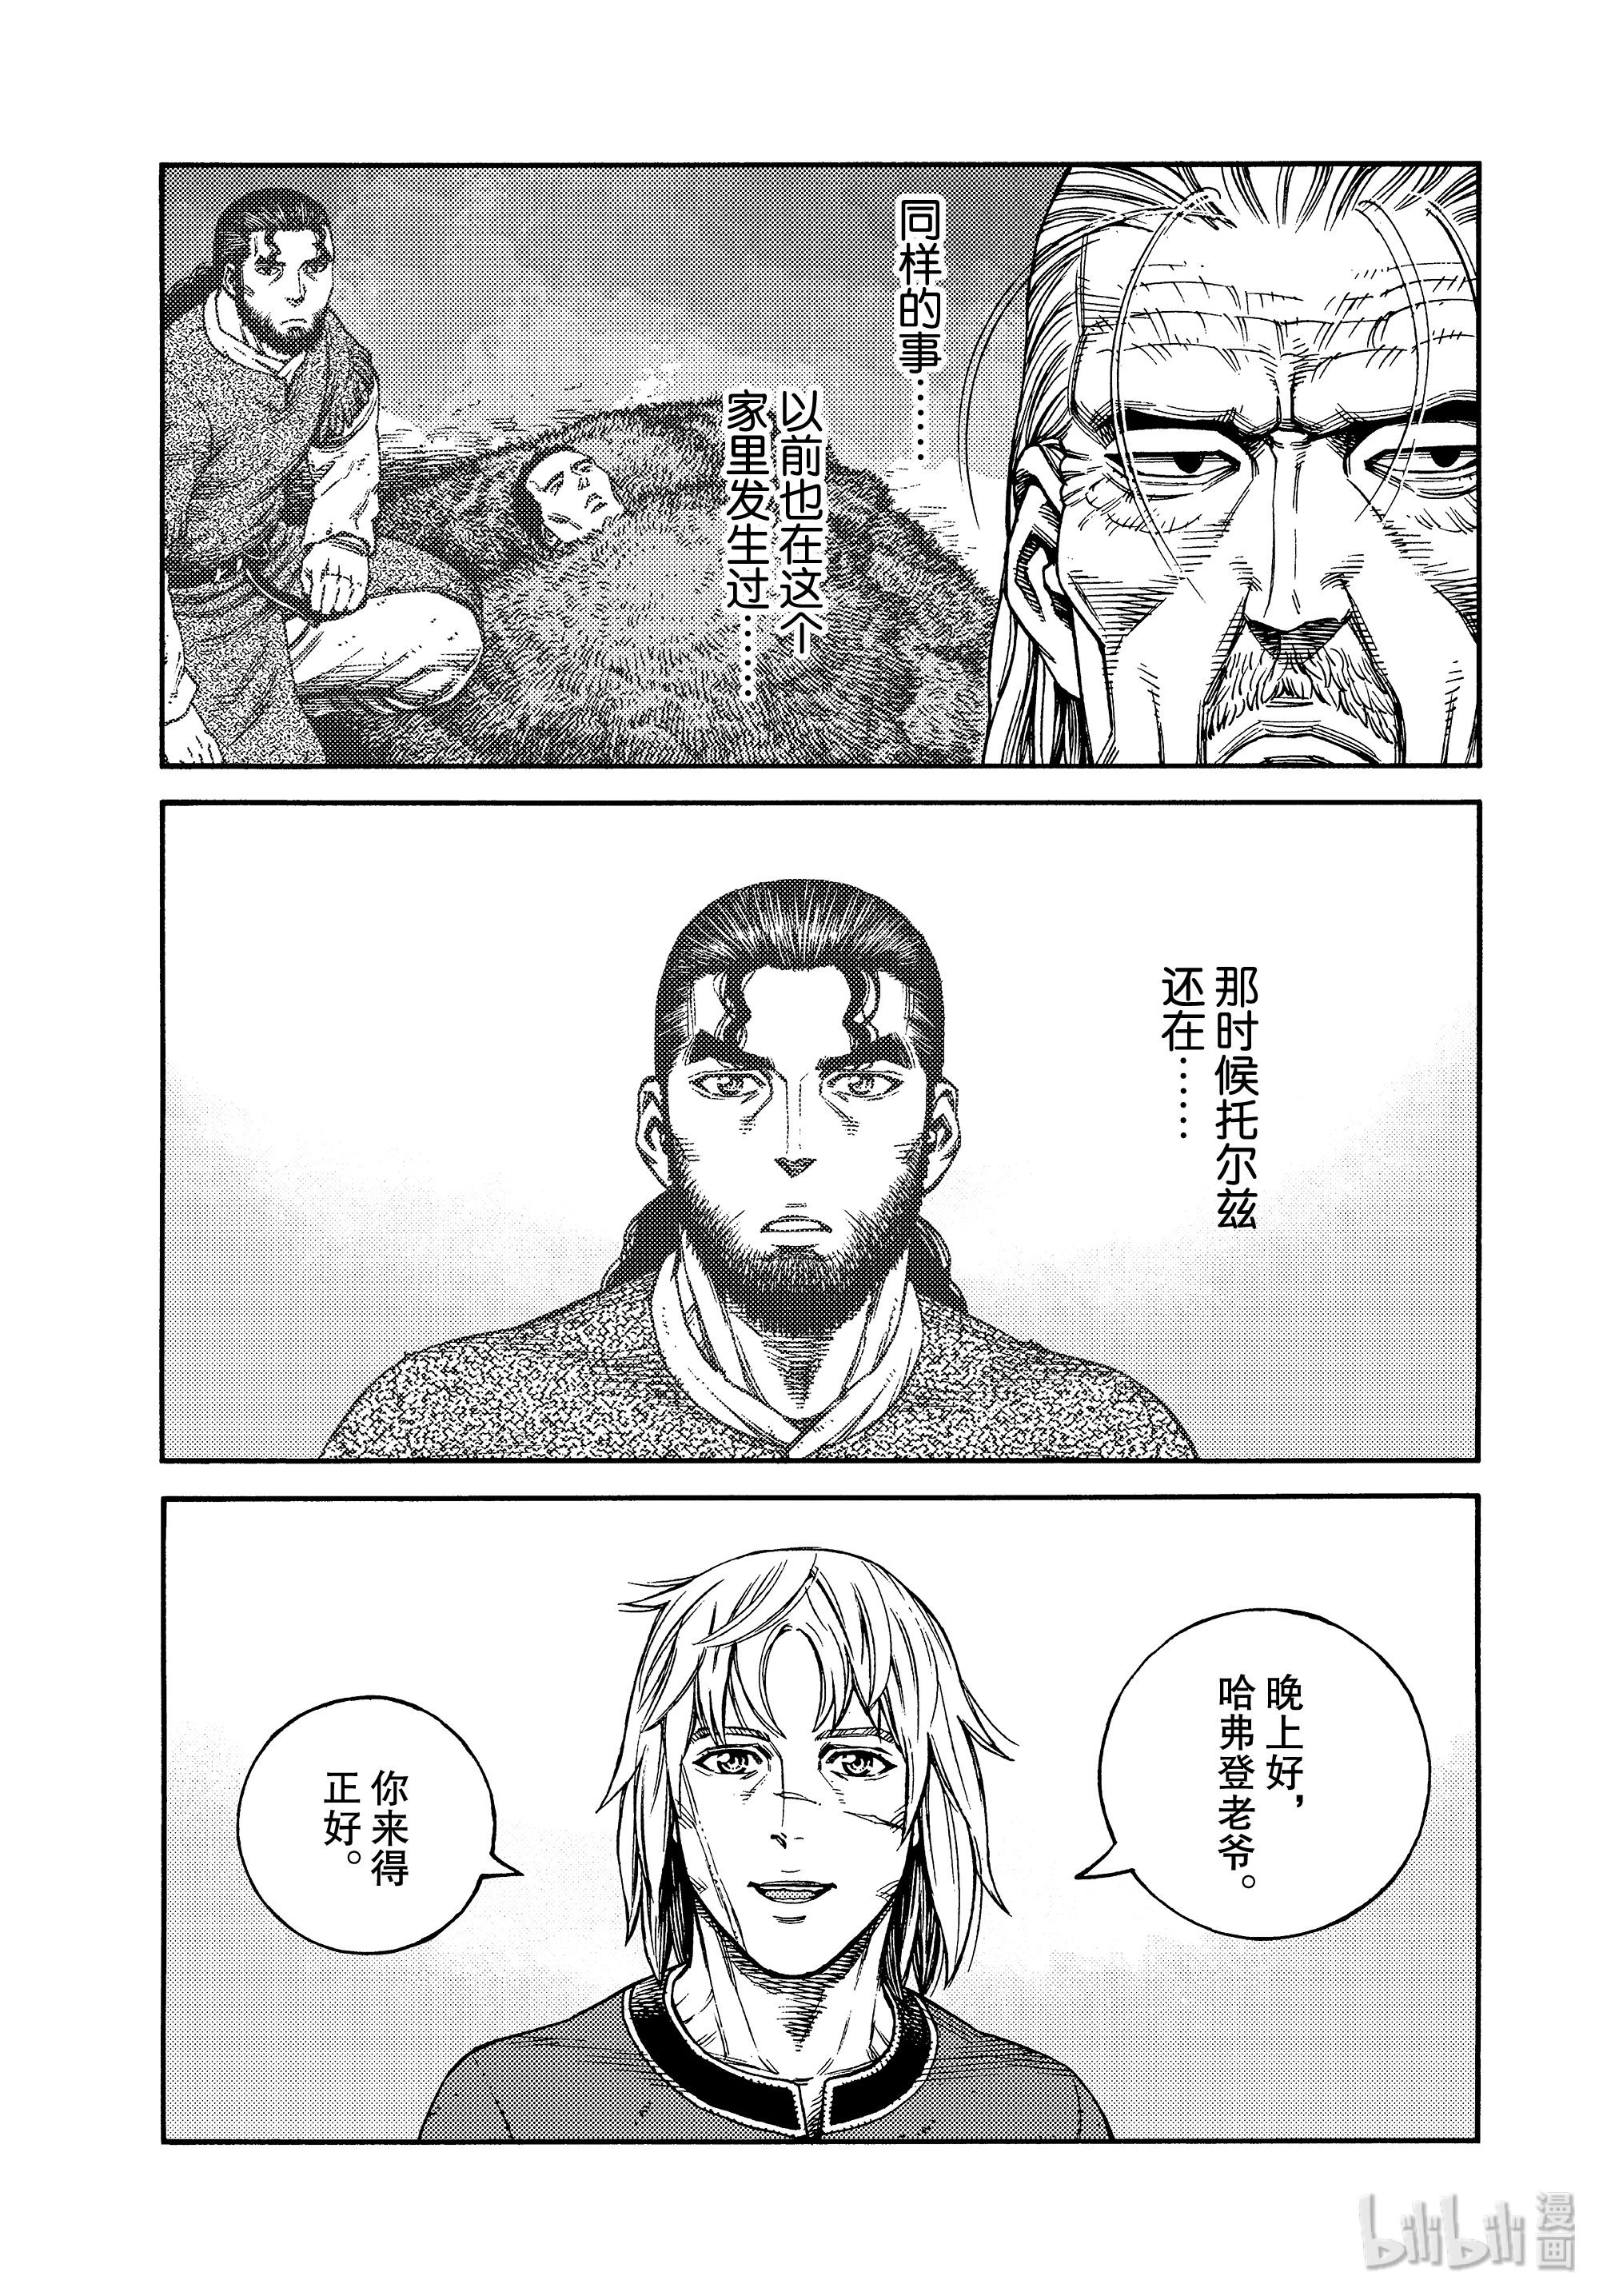 同样的事……
以前也在这个
家里发生过……
那时候托尔兹
还在……
晚上好，
哈弗登老爷。
你来得
正好。
bilibili
漫画